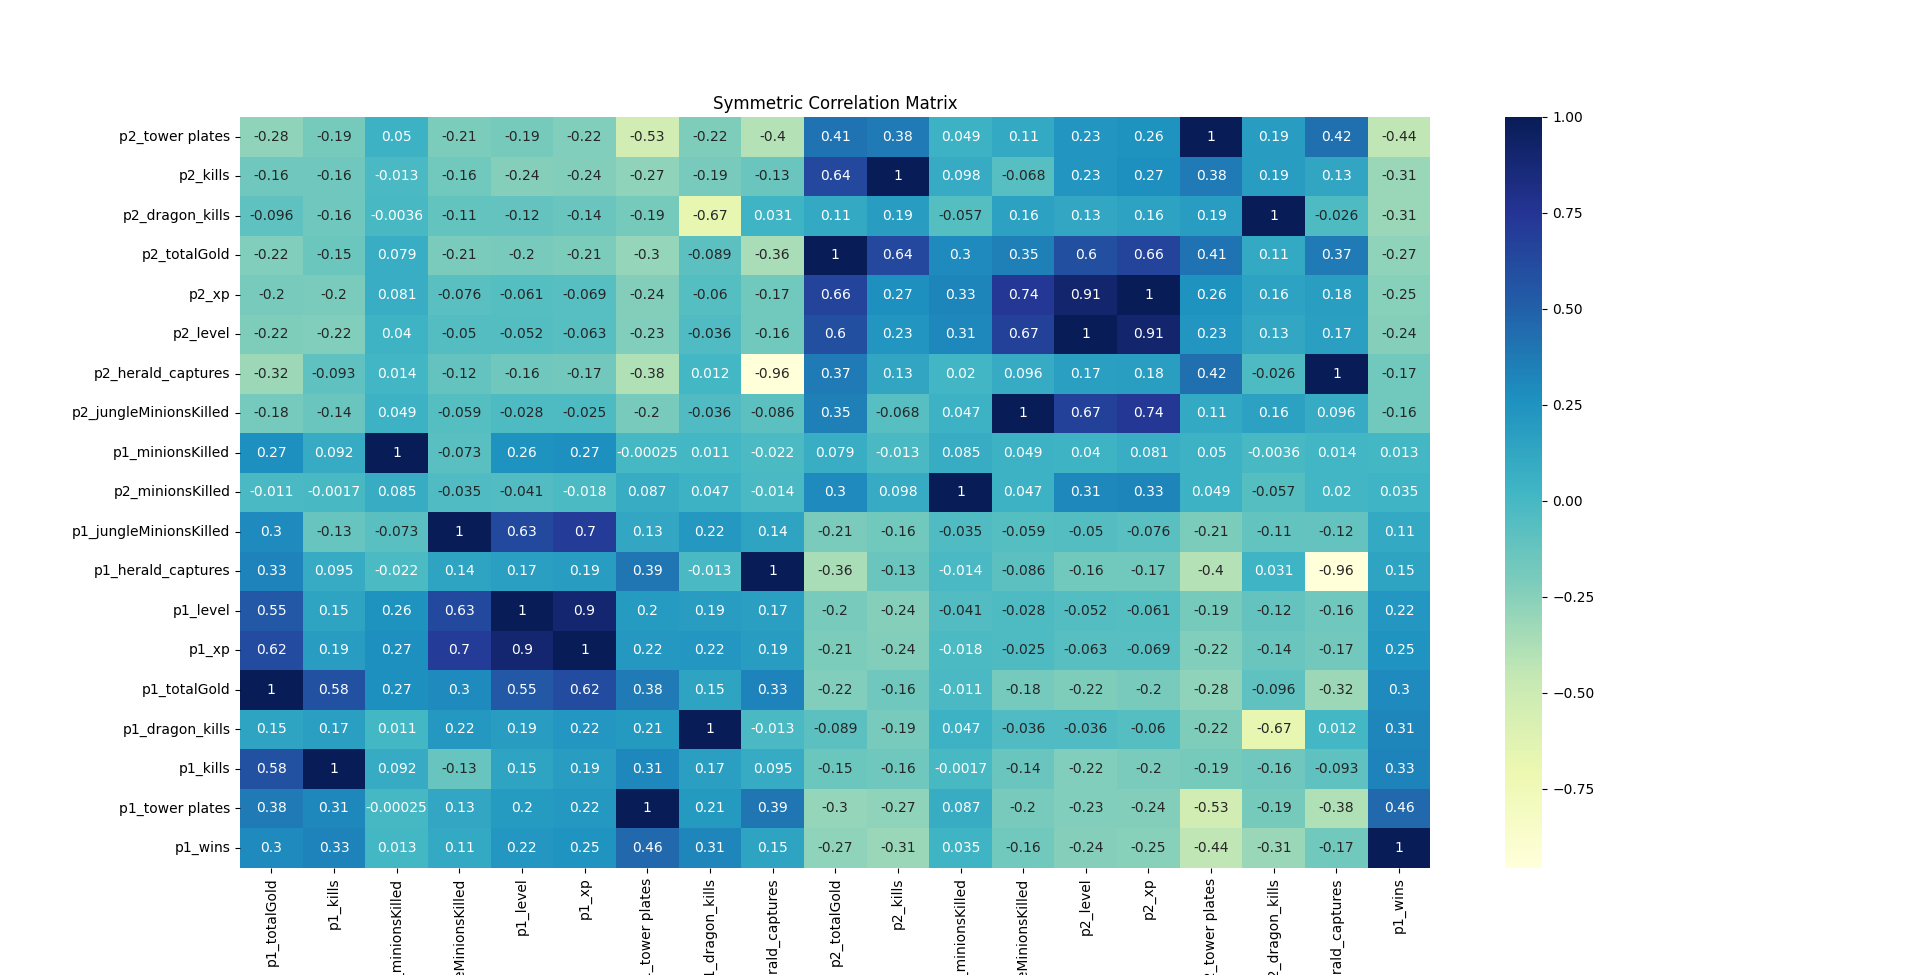 Symmetric Correlation Matrix
p2_tower plates -0.28 -0.19 0.05 -0.21 -0.19 -0.22 -0.53 -0.22 -0.4 0.41 0.38 0.049 0.11 0.23 0.26 1 0.19 0.42 -0.44
p2_kills -0.16 -0.16 -0.013 -0.16 -0.24 -0.24 -0.27 -0.19 -0.13 0.64 1 0.098 -0.068 0.23 0.27 0.38 0.19 0.13 -0.31
p2_dragon_kills -0.096 -0.16 -0.0036 -0.11 -0.12 -0.14 -0.19 -0.67 0.031 0.11 0.19 -0.057 0.16 0.13 0.16 0.19 1 -0.026 -0.31
p2_totalGold -0.22 -0.15 0.079 -0.21 -0.2 -0.21 -0.3 -0.089 -0.36 1 0.64 0.3 0.35 0.6 0.66 0.41 0.11 0.37 -0.27
p2_xp -0.2 -0.2 0.081 -0.076 -0.061 -0.069 -0.24 -0.06 -0.17 0.66 0.27 0.33 0.74 0.91 1 0.26 0.16 0.18 -0.25
p2_level -0.22 -0.22 0.04 -0.05 -0.052 -0.063 -0.23 -0.036 -0.16 0.6 0.23 0.31 0.67 1 0.91 0.23 0.13 0.17 -0.24
p2_herald_captures -0.32 -0.093 0.014 -0.12 -0.16 -0.17 -0.38 0.012 -0.96 0.37 0.13 0.02 0.096 0.17 0.18 0.42 -0.026 1 -0.17
p2_jungleMinionsKilled -0.18 -0.14 0.049 -0.059 -0.028 -0.025 -0.2 -0.036 -0.086 0.35 -0.068 0.047 1 0.67 0.74 0.11 0.16 0.096 -0.16
p1_minionsKilled 0.27 0.092 1 -0.073 0.26 0.27 -0.00025 0.011 -0.022 0.079 -0.013 0.085 0.049 0.04 0.081 0.05 -0.0036 0.014 0.013
p2_minionsKilled -0.011 -0.0017 0.085 -0.035 -0.041 -0.018 0.087 0.047 -0.014 0.3 0.098 1 0.047 0.31 0.33 0.049 -0.057 0.02 0.035
p1_jungleMinionsKilled 0.3 -0.13 -0.073 1 0.63 0.7 0.13 0.22 0.14 -0.21 -0.16 -0.035 -0.059 -0.05 -0.076 -0.21 -0.11 -0.12 0.11
p1_herald_captures 0.33 0.095 -0.022 0.14 0.17 0.19 0.39 -0.013 1 -0.36 -0.13 -0.014 -0.086 -0.16 -0.17 -0.4 0.031 -0.96 0.15
p1_level 0.55 0.15 0.26 0.63 1 0.9 0.2 0.19 0.17 -0.2 -0.24 -0.041 -0.028 -0.052 -0.061 -0.19 -0.12 -0.16 0.22
p1_xp 0.62 0.19 0.27 0.7 0.9 1 0.22 0.22 0.19 -0.21 -0.24 -0.018 -0.025 -0.063 -0.069 -0.22 -0.14 -0.17 0.25
p1_totalGold 1 0.58 0.27 0.3 0.55 0.62 0.38 0.15 0.33 -0.22 -0.16 -0.011 -0.18 -0.22 -0.2 -0.28 -0.096 -0.32 0.3
p1_dragon_kills 0.15 0.17 0.011 0.22 0.19 0.22 0.21 1 -0.013 -0.089 -0.19 0.047 -0.036 -0.036 -0.06 -0.22 -0.67 0.012 0.31
p1_kills 0.58 1 0.092 -0.13 0.15 0.19 0.31 0.17 0.095 -0.15 -0.16 -0.0017 -0.14 -0.22 -0.2 -0.19 -0.16 -0.093 0.33
p1_tower plates 0.38 0.31 -0.00025 0.13 0.2 0.22 1 0.21 0.39 -0.3 -0.27 0.087 -0.2 -0.23 -0.24 -0.53 -0.19 -0.38 0.46
p1_wins 0.3 0.33 0.013 0.11 0.22 0.25 0.46 0.31 0.15 -0.27 -0.31 0.035 -0.16 -0.24 -0.25 -0.44 -0.31 -0.17 1
p1_totalGold
p1_kills
_minionsKilled
eMinionsKilled
p1_level
p1_xp
_tower plates
1_dragon_kills
rald_captures
p2_totalGold
p2_kills
_minionsKilled
eMinionsKilled
p2_level
p2_xp
_tower plates
2_dragon_kills
rald_captures
p1_wins
1.00
0.75
0.50
0.25
0.00
−0.25
−0.50
−0.75